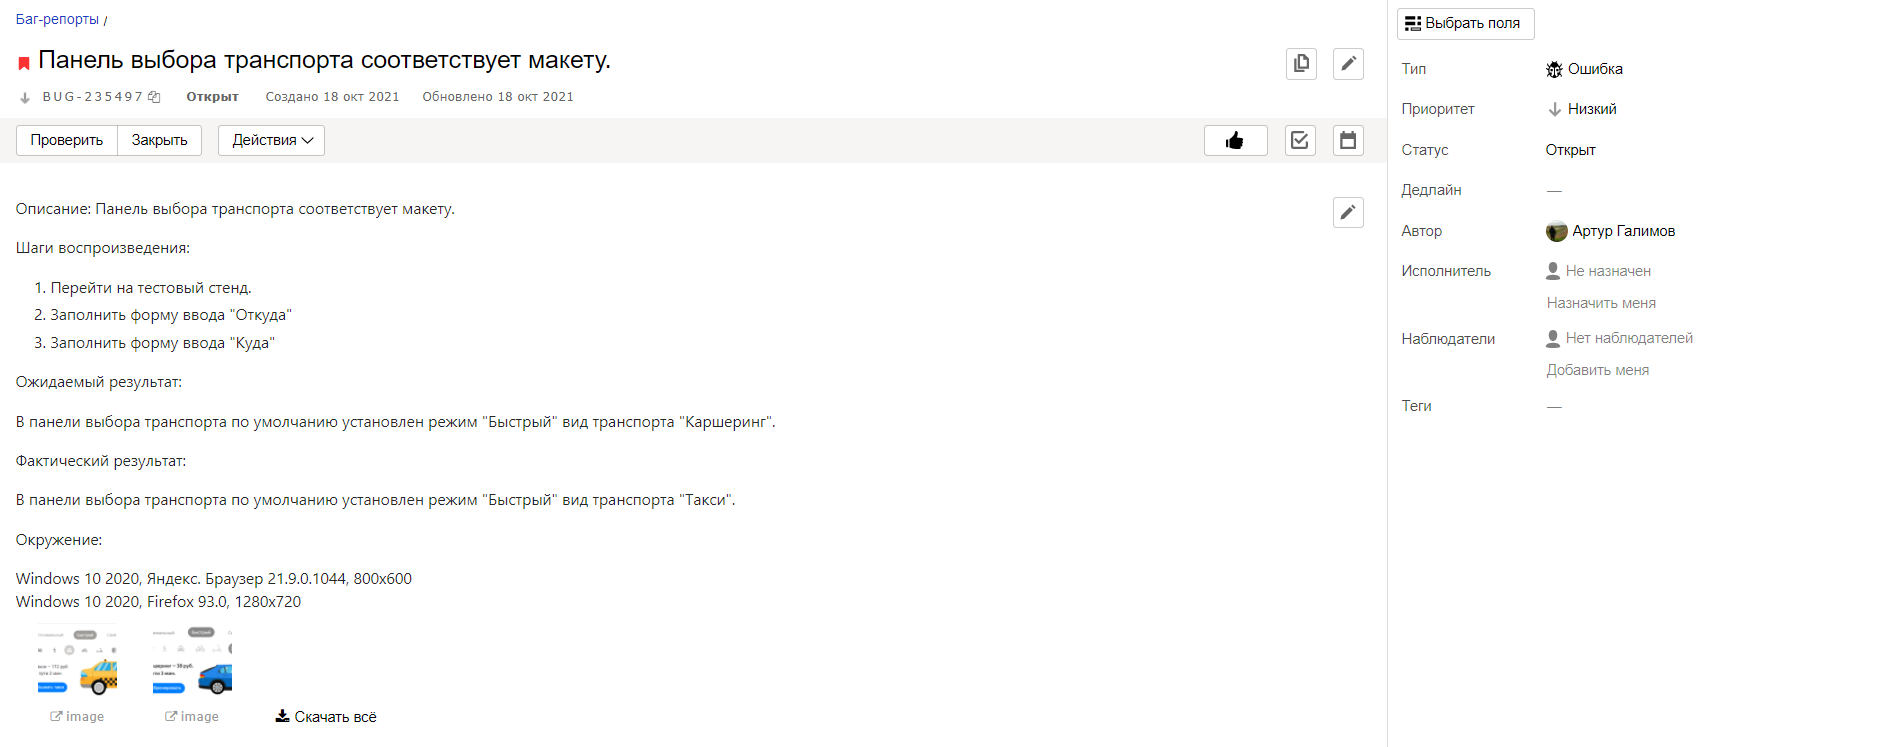 Баг-репорты /
Панель выбора транспорта соответствует макету.
BUG-235497 Открыт Создано 18 окт 2021 Обновлено 18 окт 2021
Проверить Закрыть Действия
Описание: Панель выбора транспорта соответствует макету.
Шаги воспроизведения:
1. Перейти на тестовый стенд.
2. Заполнить форму ввода "Откуда"
3. Заполнить форму ввода "Куда"
Ожидаемый результат:
В панели выбора транспорта по умолчанию установлен режим "Быстрый" вид транспорта "Каршеринг".
Фактический результат:
В панели выбора транспорта по умолчанию установлен режим "Быстрый" вид транспорта "Такси".
Окружение:
Windows 10 2020, Яндекс. Браузер 21.9.0.1044, 800x600
Windows 10 2020, Firefox 93.0, 1280x720
image image Скачать всё
Выбрать поля
Тип Ошибка
Приоритет Низкий
Статус Открыт
Дедлайн —
Автор Артур Галимов
Исполнитель Не назначен
Назначить меня
Наблюдатели Нет наблюдателей
Добавить меня
Теги —